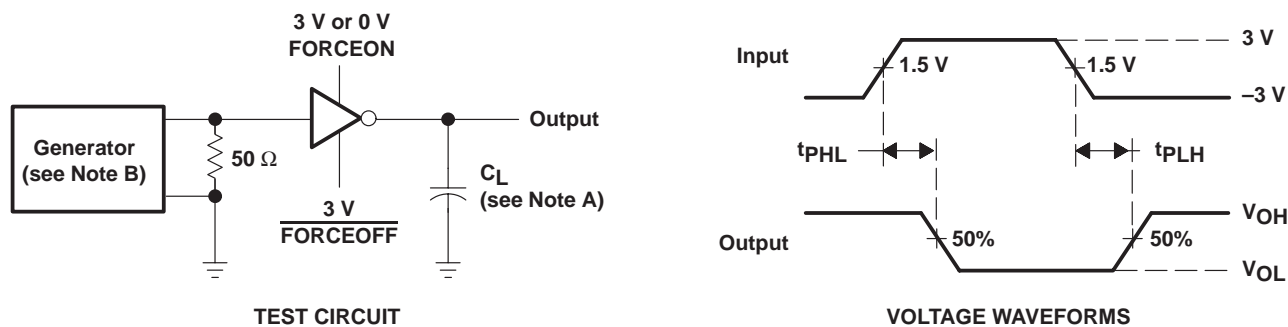 3 V or 0 V
FORCEON
Generator
(see Note B)
50 Ω
Output
CL
(see Note A)
3 V
FORCEOFF
TEST CIRCUIT
Input
1.5 V
1.5 V
3 V
–3 V
tPHL
tPLH
Output
50%
50%
VOH
VOL
VOLTAGE WAVEFORMS